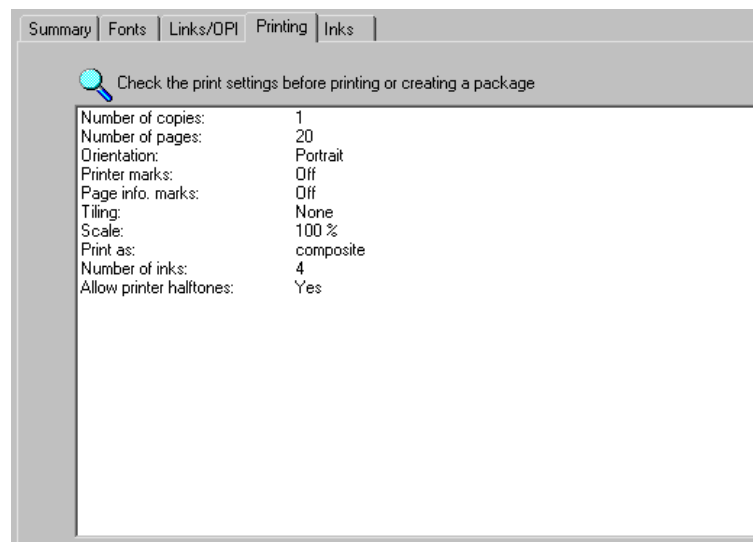 Summary Fonts Links/OPI Printing Inks
Check the print settings before printing or creating a package
Number of copies: 1
Number of pages: 20
Orientation: Portrait
Printer marks: Off
Page info. marks: Off
Tiling: None
Scale: 100 %
Print as: composite
Number of inks: 4
Allow printer halftones: Yes